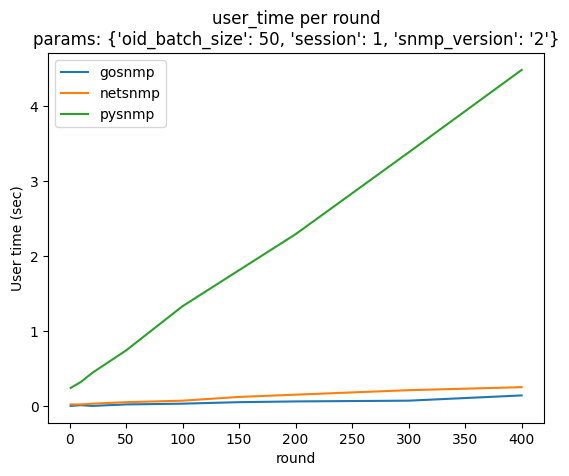 user_time per round
params: {'oid_batch_size': 50, 'session': 1, 'snmp_version': '2'}
gosnmp
netsnmp
pysnmp
User time (sec)
4
3
2
1
0
0 50 100 150 200 250 300 350 400
round